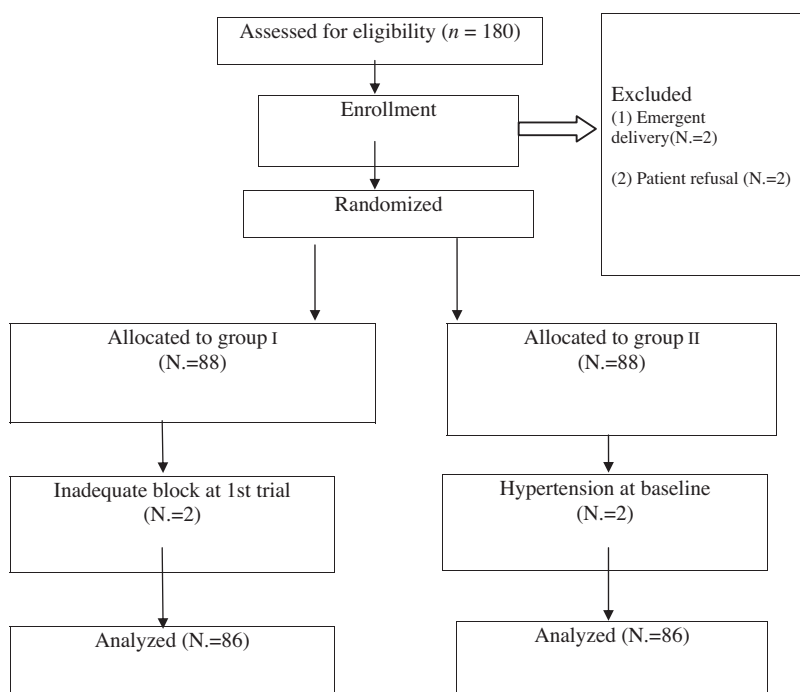 Assessed for eligibility (n = 180)
Enrollment
Excluded
(1) Emergent
delivery(N.=2)
(2) Patient refusal (N.=2)
Randomized
Allocated to group I
(N.=88)
Allocated to group II
(N.=88)
Inadequate block at 1st trial
(N.=2)
Hypertension at baseline
(N.=2)
Analyzed (N.=86)
Analyzed (N.=86)